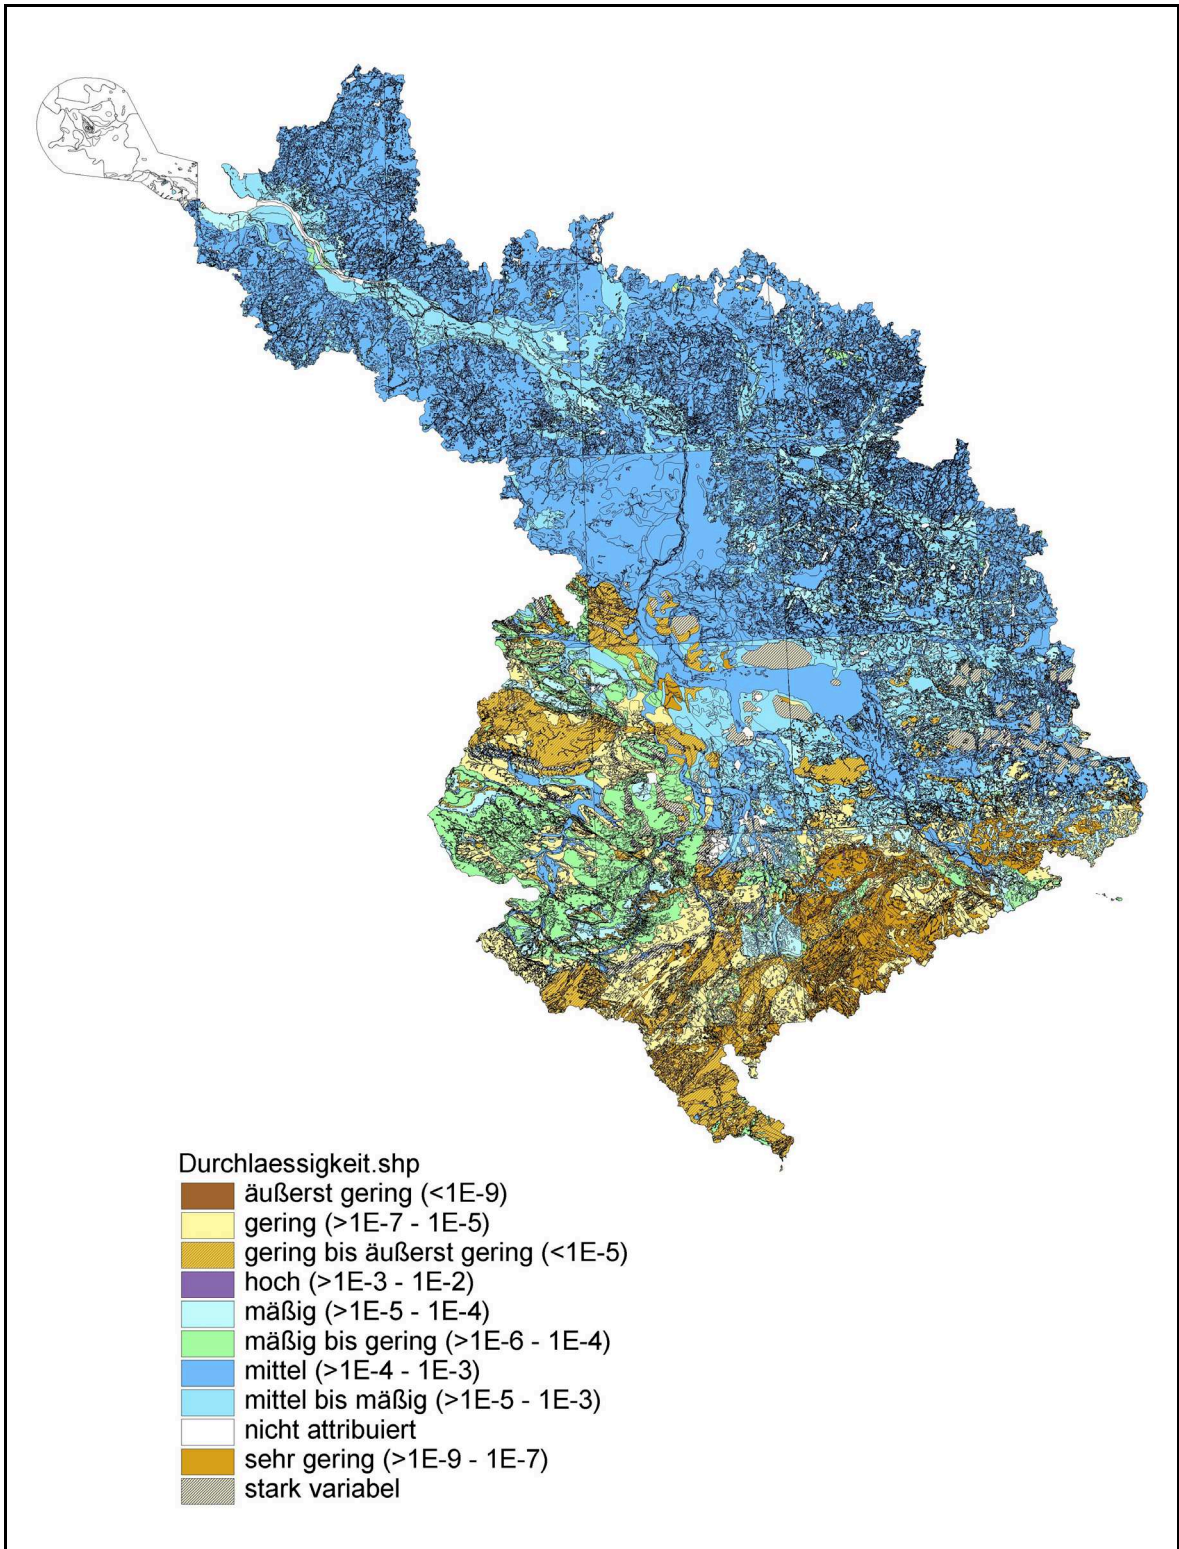 Durchlaessigkeit.shp
äußerst gering (<1E-9)
gering (>1E-7 - 1E-5)
gering bis äußerst gering (<1E-5)
hoch (>1E-3 - 1E-2)
mäßig (>1E-5 - 1E-4)
mäßig bis gering (>1E-6 - 1E-4)
mittel (>1E-4 - 1E-3)
mittel bis mäßig (>1E-5 - 1E-3)
nicht attribuiert
sehr gering (>1E-9 - 1E-7)
stark variabel